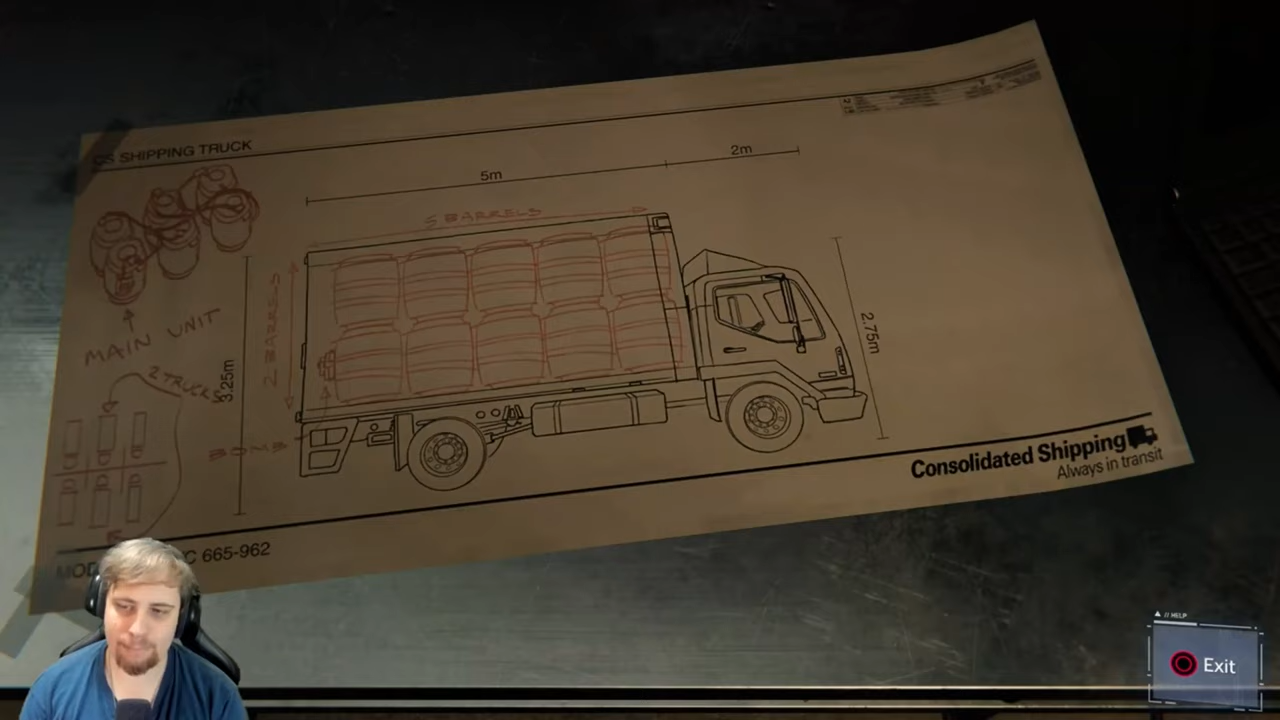 CS SHIPPING TRUCK
5m
2m
5 BARRELS
2 BARRELS
MAIN UNIT
2 TRUCKS
3.25m
2.75m
BOMB
Consolidated Shipping
Always in transit
C 665-962
// HELP
Exit